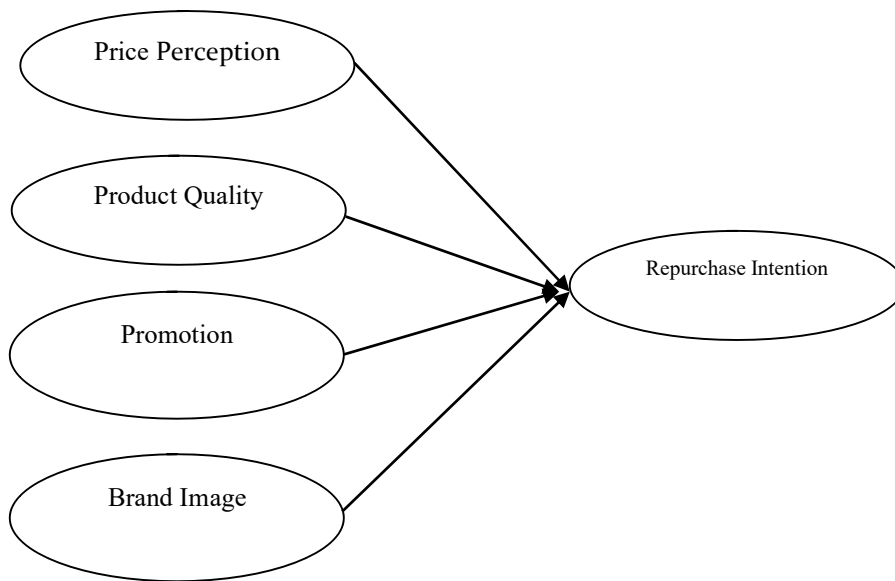 Price Perception
Product Quality
Promotion
Brand Image
Repurchase Intention